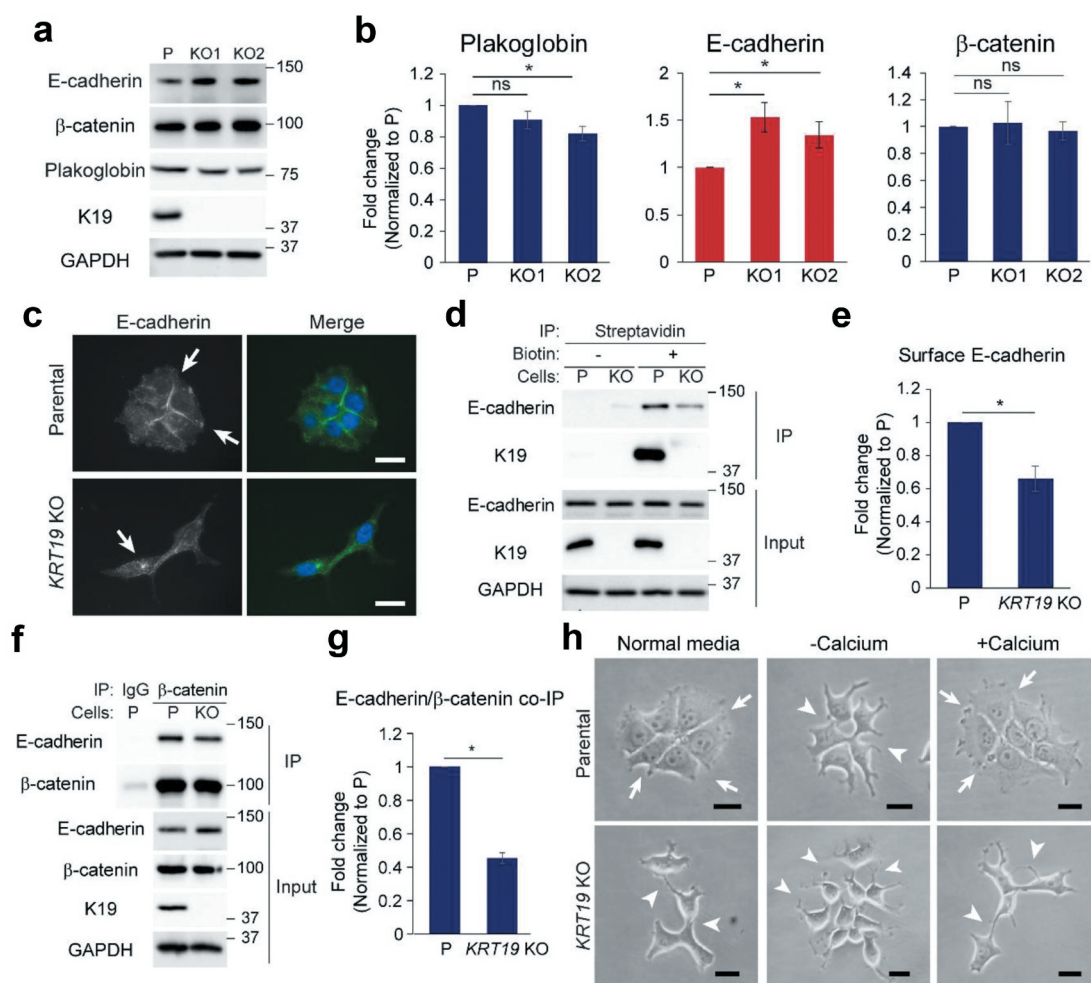 a
P KO1 KO2
E-cadherin
150
β-catenin
100
Plakoglobin
75
K19
37
37
GAPDH
b
Plakoglobin
Fold change
(Normalized to P)
1.2
1
0.8
0.6
0.4
0.2
0
*
ns
P KO1 KO2
E-cadherin
2
1.5
1
0.5
0
*
*
P KO1 KO2
β-catenin
1.4
1.2
1
0.8
0.6
0.4
0.2
0
ns
ns
P KO1 KO2
c
E-cadherin Merge
Parental
KRT19 KO
d
IP: Streptavidin
Biotin: - +
Cells: P KO P KO
150
E-cadherin
K19
37
IP
150
E-cadherin
K19
37
37
GAPDH
Input
e
Surface E-cadherin
Fold change
(Normalized to P)
1.2
1
0.8
0.6
0.4
0.2
0
*
P KRT19 KO
f
IP: IgG β-catenin
Cells: P P KO
150
E-cadherin
β-catenin 100
IP
150
E-cadherin
β-catenin 100
K19
37
37
GAPDH
Input
g
E-cadherin/β-catenin co-IP
Fold change
(Normalized to P)
1.2
1
0.8
0.6
0.4
0.2
0
*
P KRT19 KO
h
Normal media -Calcium +Calcium
Parental
KRT19 KO